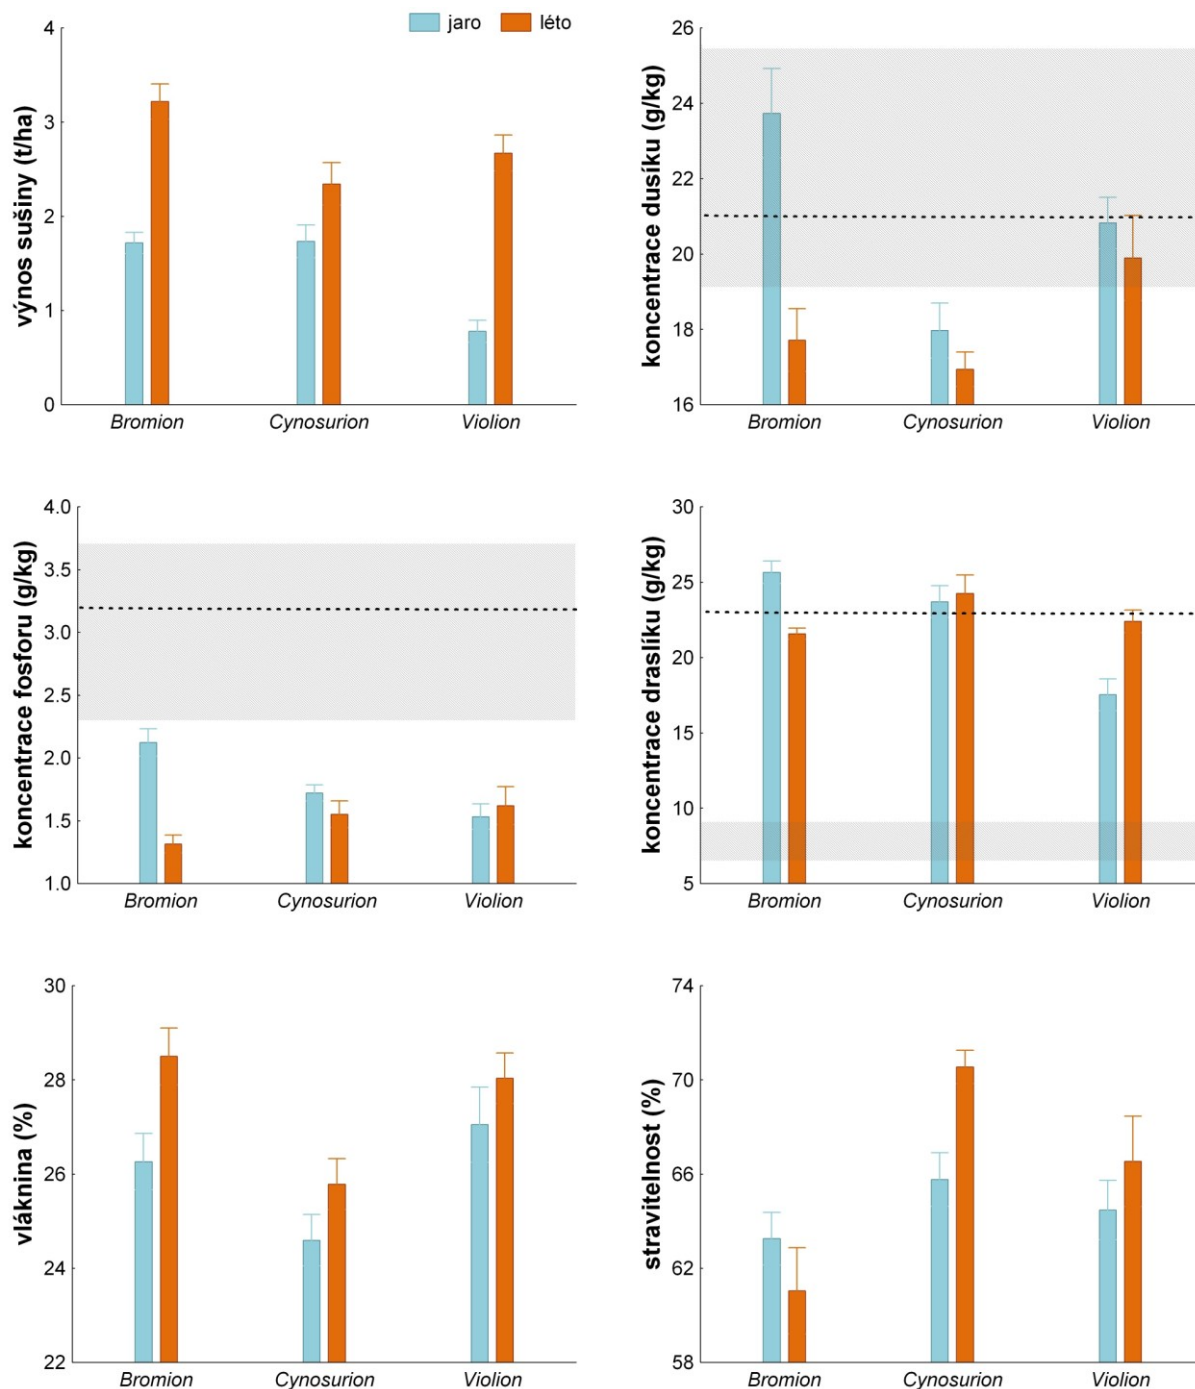 jaro léto
výnos sušiny (t/ha)
4
3
2
1
0
Bromion Cynosurion Violion
koncentrace dusíku (g/kg)
26
24
22
20
18
16
Bromion Cynosurion Violion
koncentrace fosforu (g/kg)
4.0
3.5
3.0
2.5
2.0
1.5
1.0
Bromion Cynosurion Violion
koncentrace draslíku (g/kg)
30
25
20
15
10
5
Bromion Cynosurion Violion
vláknina (%)
30
28
26
24
22
Bromion Cynosurion Violion
stravitelnost (%)
74
70
66
62
58
Bromion Cynosurion Violion